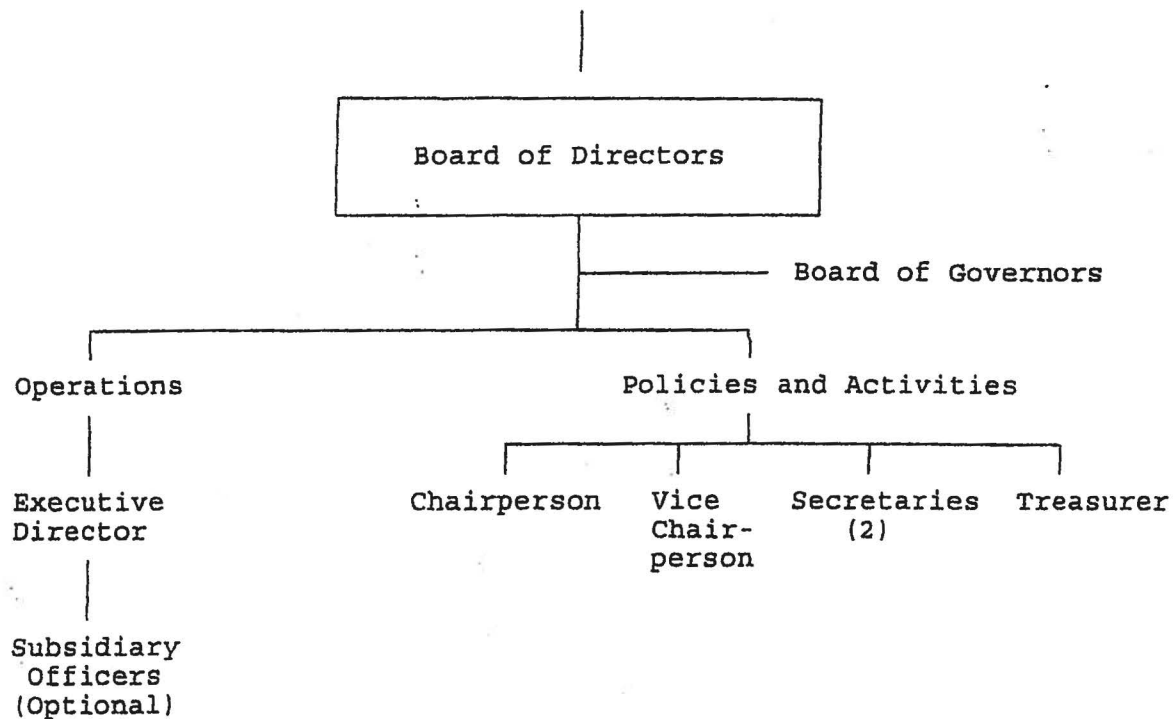 Board of Directors
Board of Governors
Operations
Policies and Activities
Executive
Director
Chairperson
Vice
Chair-
person
Secretaries
(2)
Treasurer
Subsidiary
Officers
(Optional)